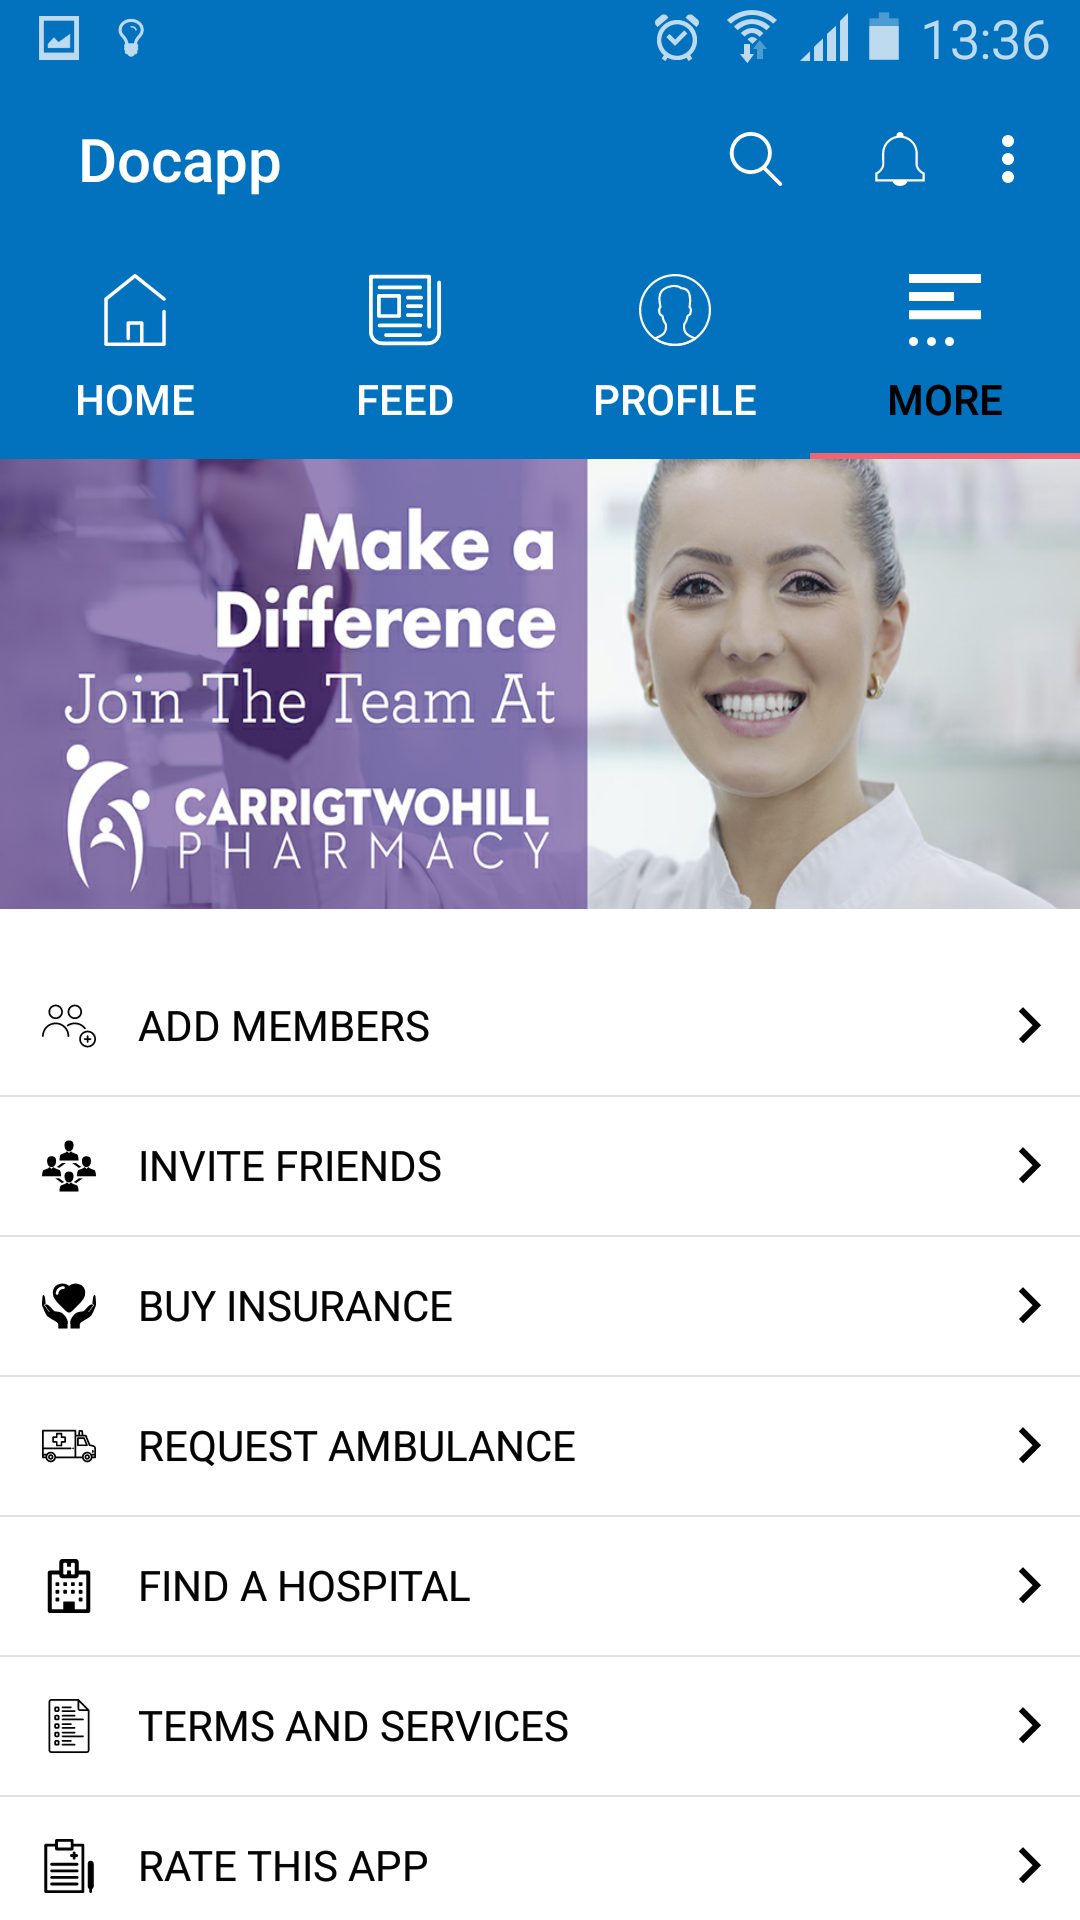 13:36
Docapp
HOME FEED PROFILE MORE
Make a
Difference
Join The Team At
CARRIGTWOHILL
PHARMACY
ADD MEMBERS
INVITE FRIENDS
BUY INSURANCE
REQUEST AMBULANCE
FIND A HOSPITAL
TERMS AND SERVICES
RATE THIS APP